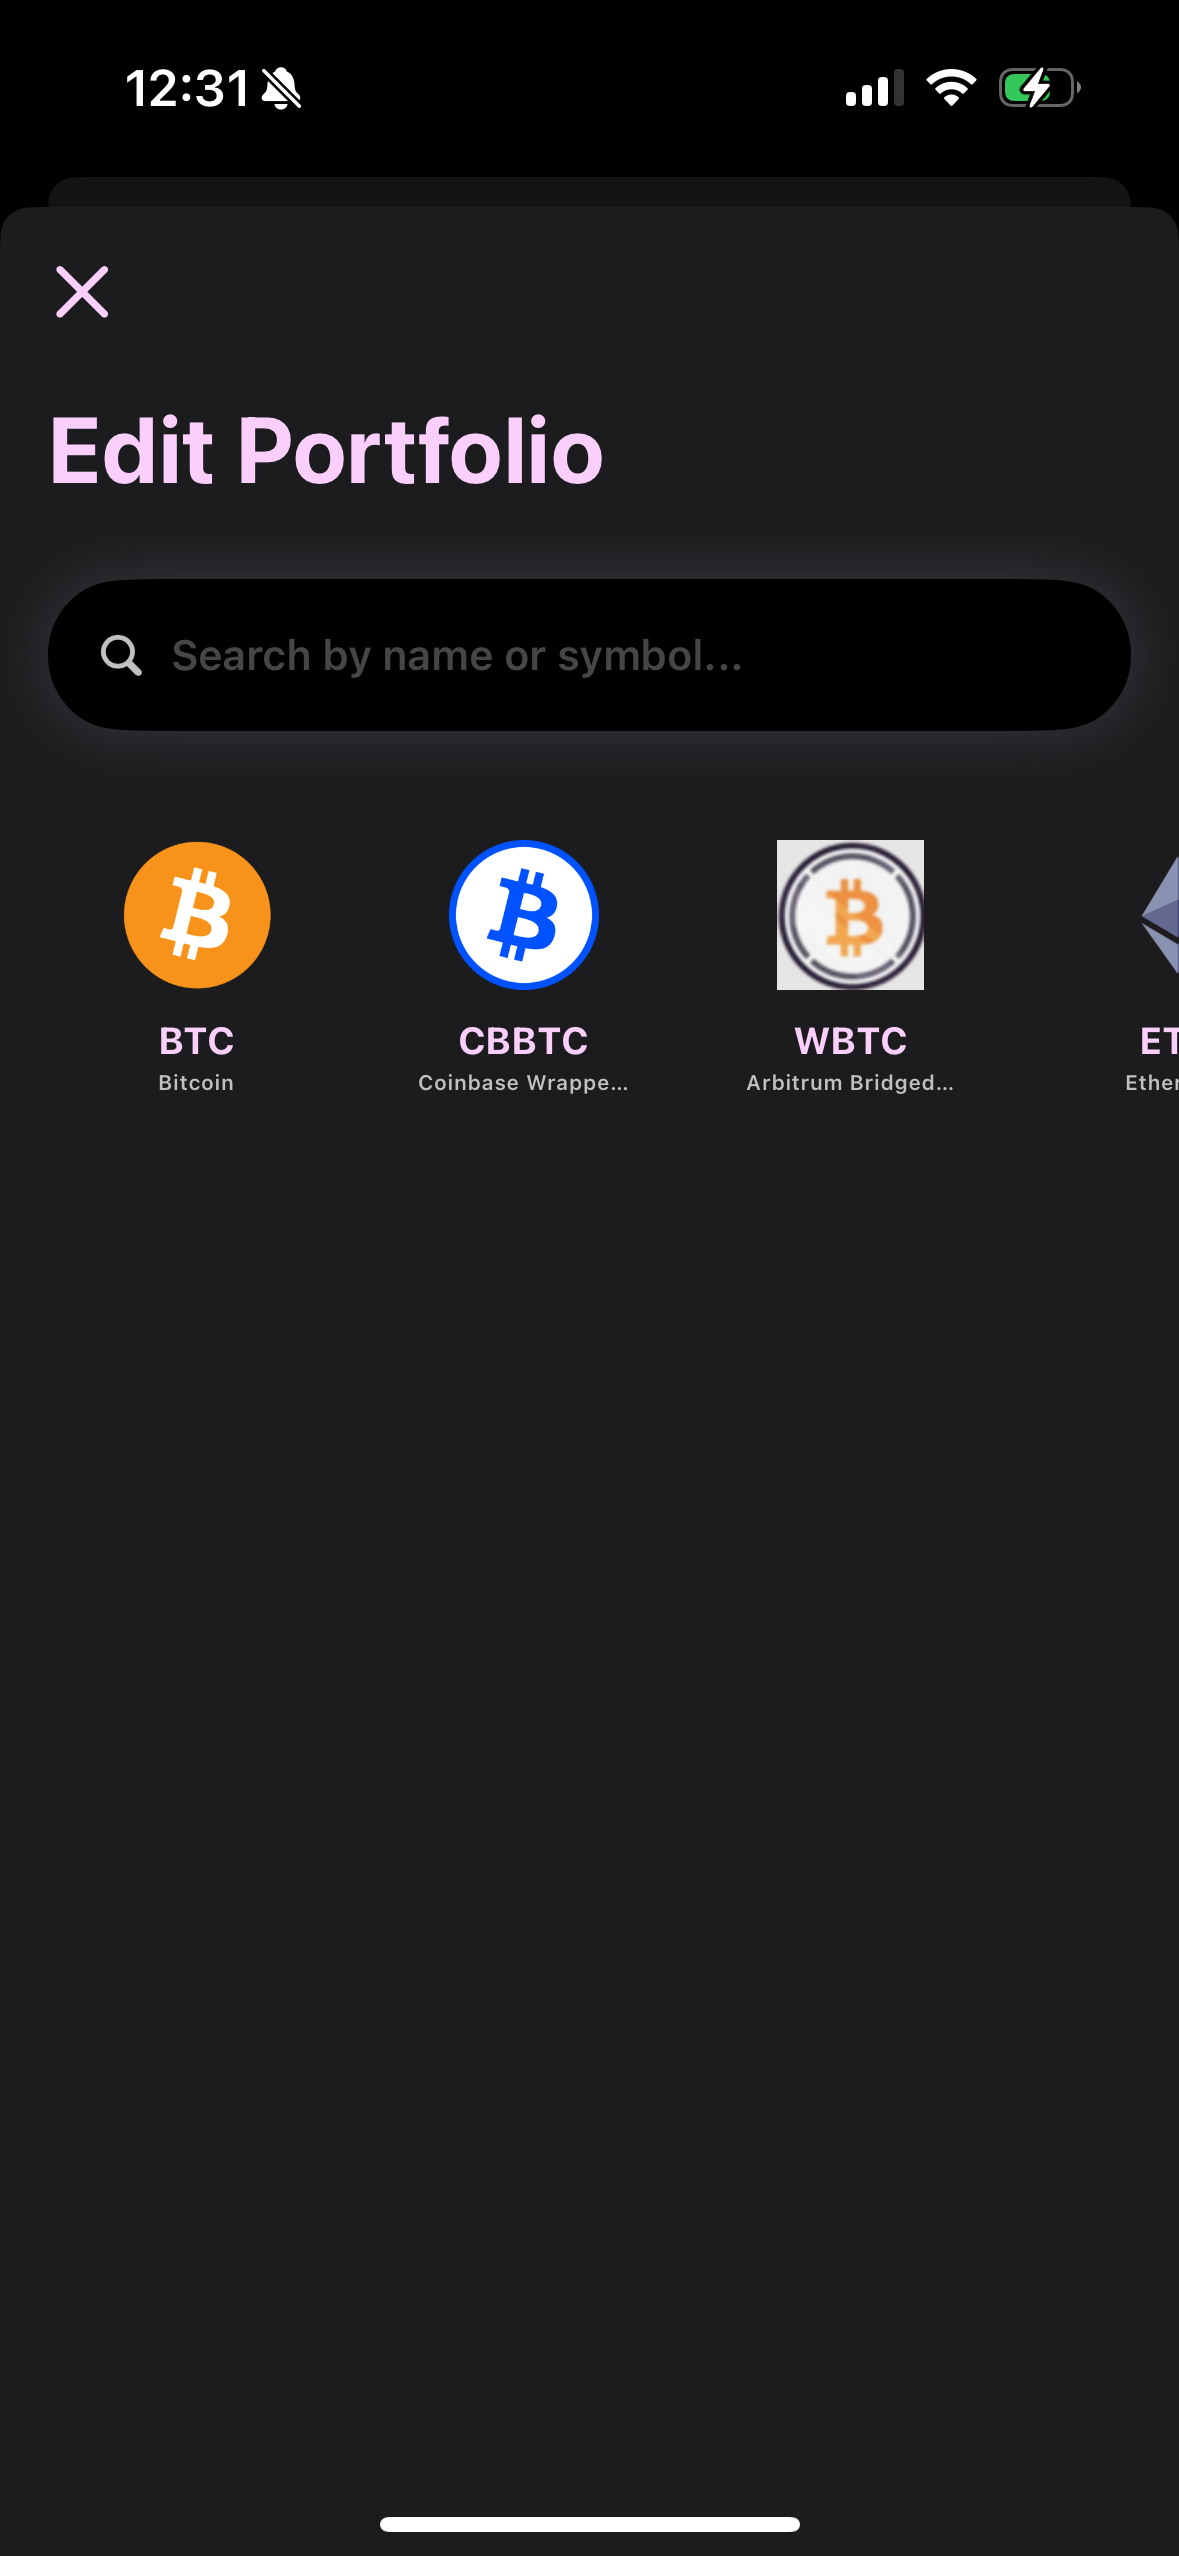 12:31
Edit Portfolio
Search by name or symbol...
BTC
Bitcoin
CBBTC
Coinbase Wrappe...
WBTC
Arbitrum Bridged...
ET
Ether